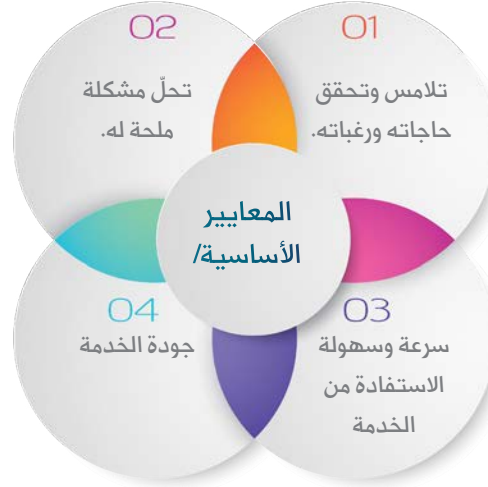 01
تلامس وتحقق
حاجاته ورغباته.
02
تحلّ مشكلة
ملحة له.
المعايير
الأساسية/
03
سرعة وسهولة
الاستفادة من
الخدمة
04
جودة الخدمة